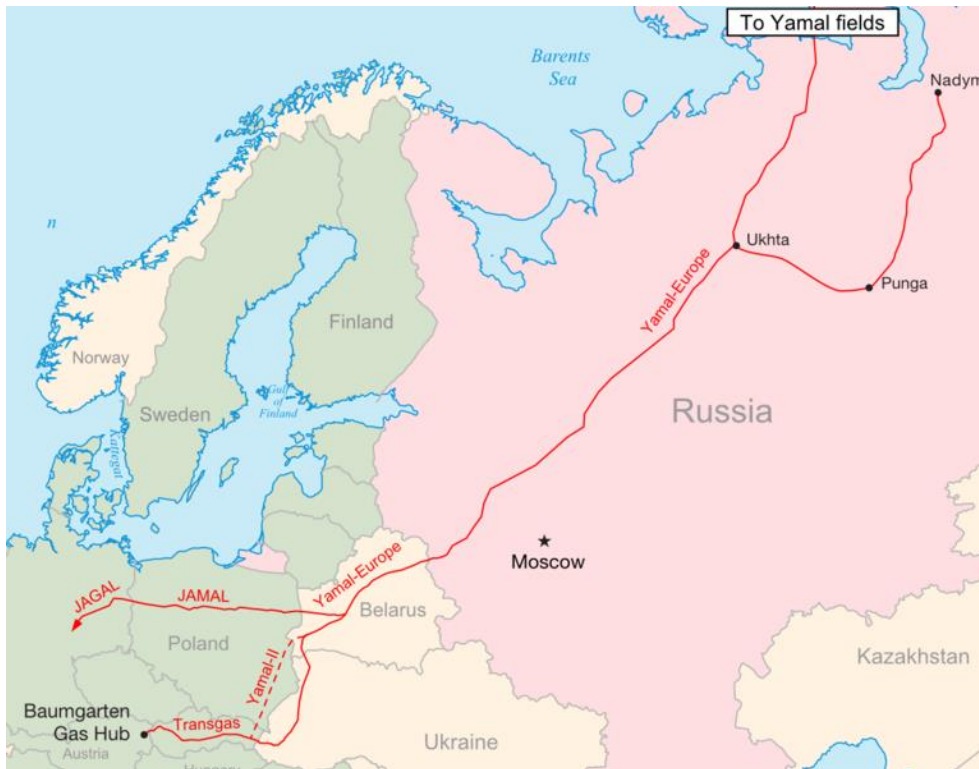 To Yamal fields
Barents
Sea
Nadym
n
Ukhta
Punga
Yamal-Europe
Finland
Norway
Sweden
Gulf
of
Finland
Kattegat
Russia
Moscow
Yamal-Europe
JAGAL
JAMAL
Belarus
Poland
Yamal-II
Kazakhstan
Baumgarten
Gas Hub
Transgas
Ukraine
Austria
Hungary